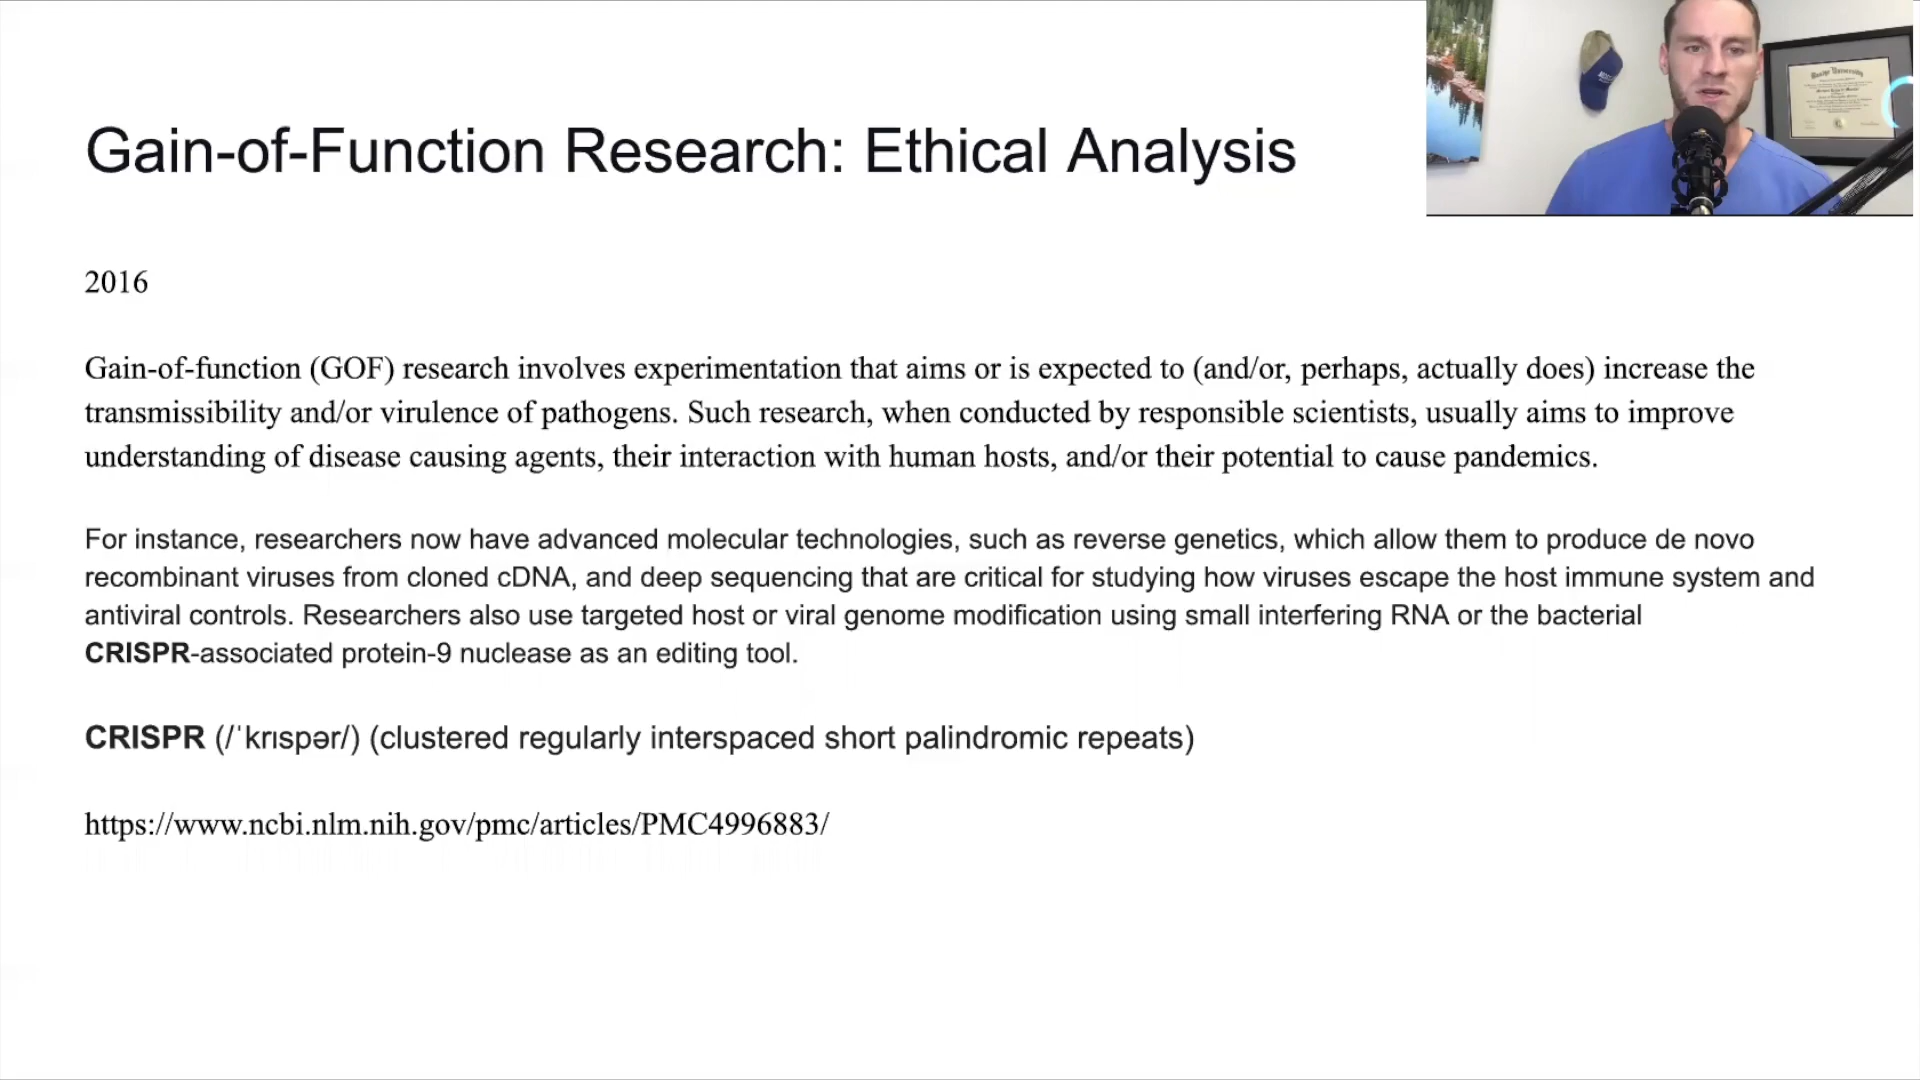 Gain-of-Function Research: Ethical Analysis
2016
Gain-of-function (GOF) research involves experimentation that aims or is expected to (and/or, perhaps, actually does) increase the
transmissibility and/or virulence of pathogens. Such research, when conducted by responsible scientists, usually aims to improve
understanding of disease causing agents, their interaction with human hosts, and/or their potential to cause pandemics.
For instance, researchers now have advanced molecular technologies, such as reverse genetics, which allow them to produce de novo
recombinant viruses from cloned cDNA, and deep sequencing that are critical for studying how viruses escape the host immune system and
antiviral controls. Researchers also use targeted host or viral genome modification using small interfering RNA or the bacterial
CRISPR-associated protein-9 nuclease as an editing tool.
CRISPR (/ˈkrɪspər/) (clustered regularly interspaced short palindromic repeats)
https://www.ncbi.nlm.nih.gov/pmc/articles/PMC4996883/